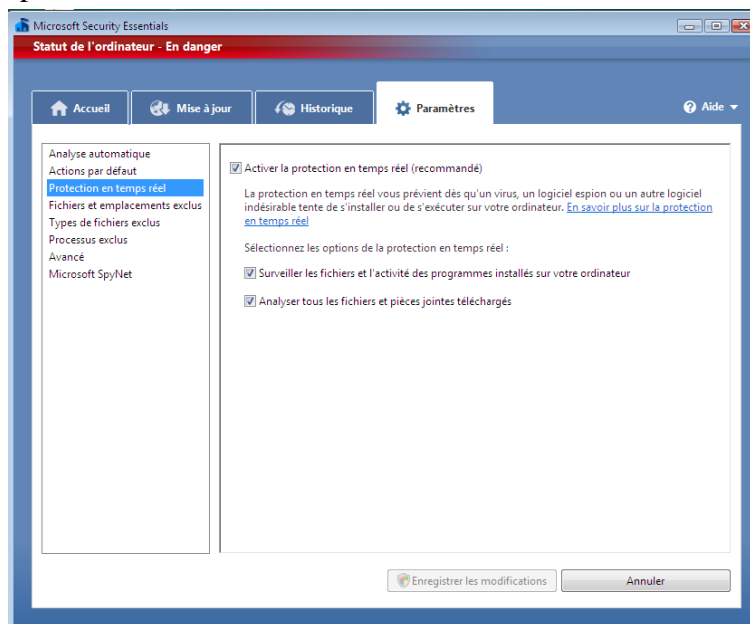 Microsoft Security Essentials
Statut de l'ordinateur - En danger
Accueil
Mise à jour
Historique
Paramètres
Aide
Analyse automatique
Actions par défaut
Protection en temps réel
Fichiers et emplacements exclus
Types de fichiers exclus
Processus exclus
Avancé
Microsoft SpyNet
Activer la protection en temps réel (recommandé)
La protection en temps réel vous prévient dès qu'un virus, un logiciel espion ou un autre logiciel
indésirable tente de s'installer ou de s'exécuter sur votre ordinateur. En savoir plus sur la protection
en temps réel
Sélectionnez les options de la protection en temps réel :
Surveiller les fichiers et l'activité des programmes installés sur votre ordinateur
Analyser tous les fichiers et pièces jointes téléchargés
Enregistrer les modifications
Annuler